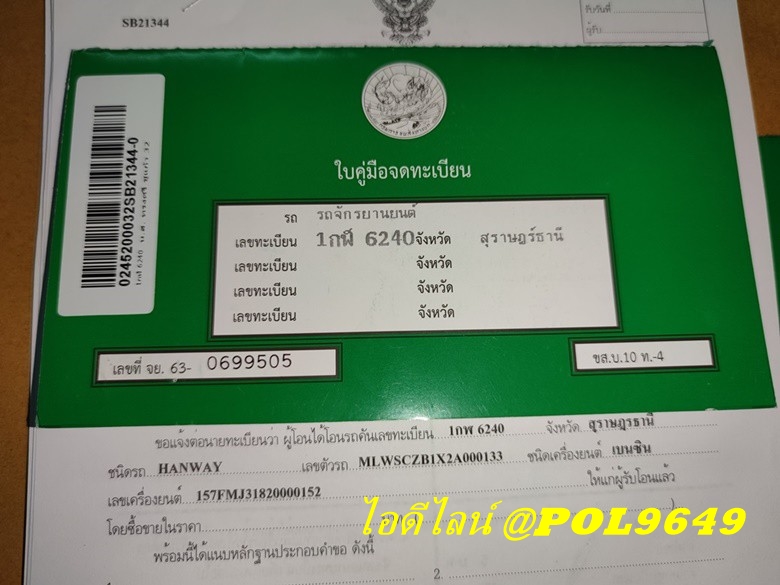 SB21344
รับวันที่
ผู้รับ
0245200032SB21344-0
ใบคู่มือจดทะเบียน
รถ รถจักรยานยนต์
เลขทะเบียน 1กพ 6240 จังหวัด สุราษฎร์ธานี
เลขทะเบียน จังหวัด
เลขทะเบียน จังหวัด
เลขทะเบียน จังหวัด
เลขที่ จย. 63- 0699505
ขส.บ.10 ท.-4
ขอแจ้งต่อนายทะเบียนว่า ผู้โอนได้โอนรถคันเลขทะเบียน 1กพ 6240 จังหวัด สุราษฎรธานี
ชนิดรถ HANWAY เลขตัวรถ MLWSCZB1X2A000133 ชนิดเครื่องยนต์ เบนซิน
เลขเครื่องยนต์ 157FMJ31820000152 ให้แก่ผู้รับโอนแล้ว
โดยซื้อขายในราคา
ไอดีไลน์ @POL9649
พร้อมนี้ได้แนบหลักฐานประกอบคำขอ ดังนี้
2.